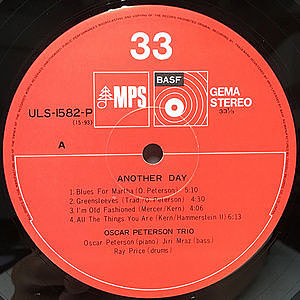 33
MPS
BASF
GEMA
STEREO
33⅓
ULS-1582-P
(15-93)
A
ANOTHER DAY
1. Blues For Martha (O. Peterson) 5:10
2. Greensleeves (Trad./O. Peterson) 5:30
3. I'm Old Fashioned (Mercer/Kern) 4:06
4. All The Things You Are (Kern/Hammerstein II) 6:13
OSCAR PETERSON TRIO
Oscar Peterson (piano) Jiri Mraz (bass)
Ray Price (drums)